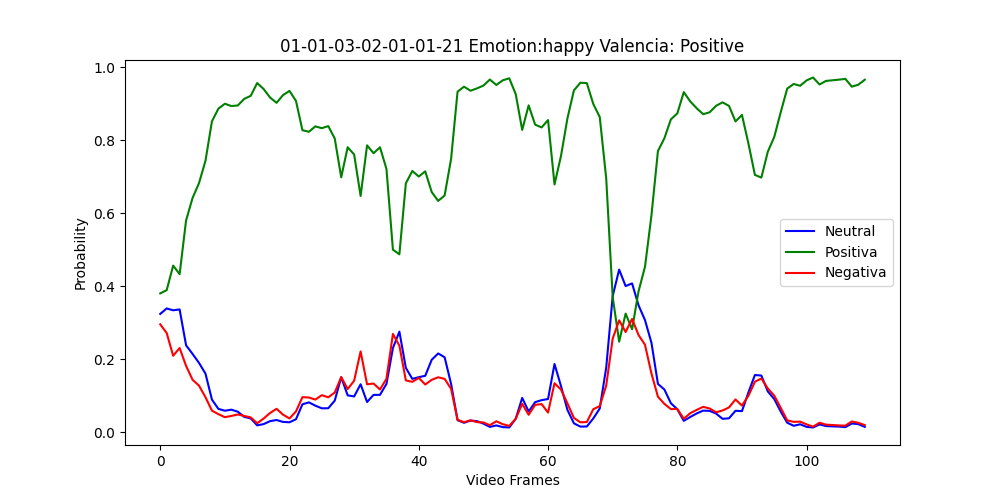 01-01-03-02-01-01-21 Emotion:happy Valencia: Positive
Probability
1.0
0.8
0.6
0.4
0.2
0.0
Neutral
Positiva
Negativa
0 20 40 60 80 100
Video Frames